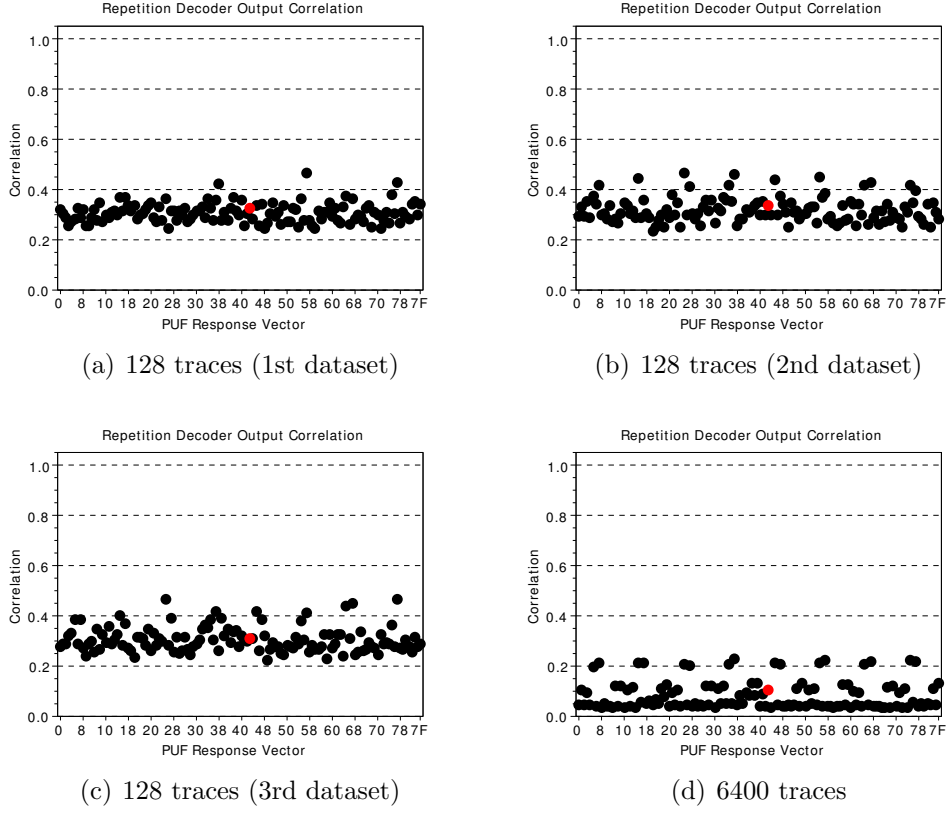 Repetition Decoder Output Correlation
1.0
0.8
0.6
0.4
0.2
0.0
Correlation
0 8 10 18 20 28 30 38 40 48 50 58 60 68 70 78 7F
PUF Response Vector
(a) 128 traces (1st dataset)
Repetition Decoder Output Correlation
1.0
0.8
0.6
0.4
0.2
0.0
Correlation
0 8 10 18 20 28 30 38 40 48 50 58 60 68 70 78 7F
PUF Response Vector
(b) 128 traces (2nd dataset)
Repetition Decoder Output Correlation
1.0
0.8
0.6
0.4
0.2
0.0
Correlation
0 8 10 18 20 28 30 38 40 48 50 58 60 68 70 78 7F
PUF Response Vector
(c) 128 traces (3rd dataset)
Repetition Decoder Output Correlation
1.0
0.8
0.6
0.4
0.2
0.0
Correlation
0 8 10 18 20 28 30 38 40 48 50 58 60 68 70 78 7F
PUF Response Vector
(d) 6400 traces